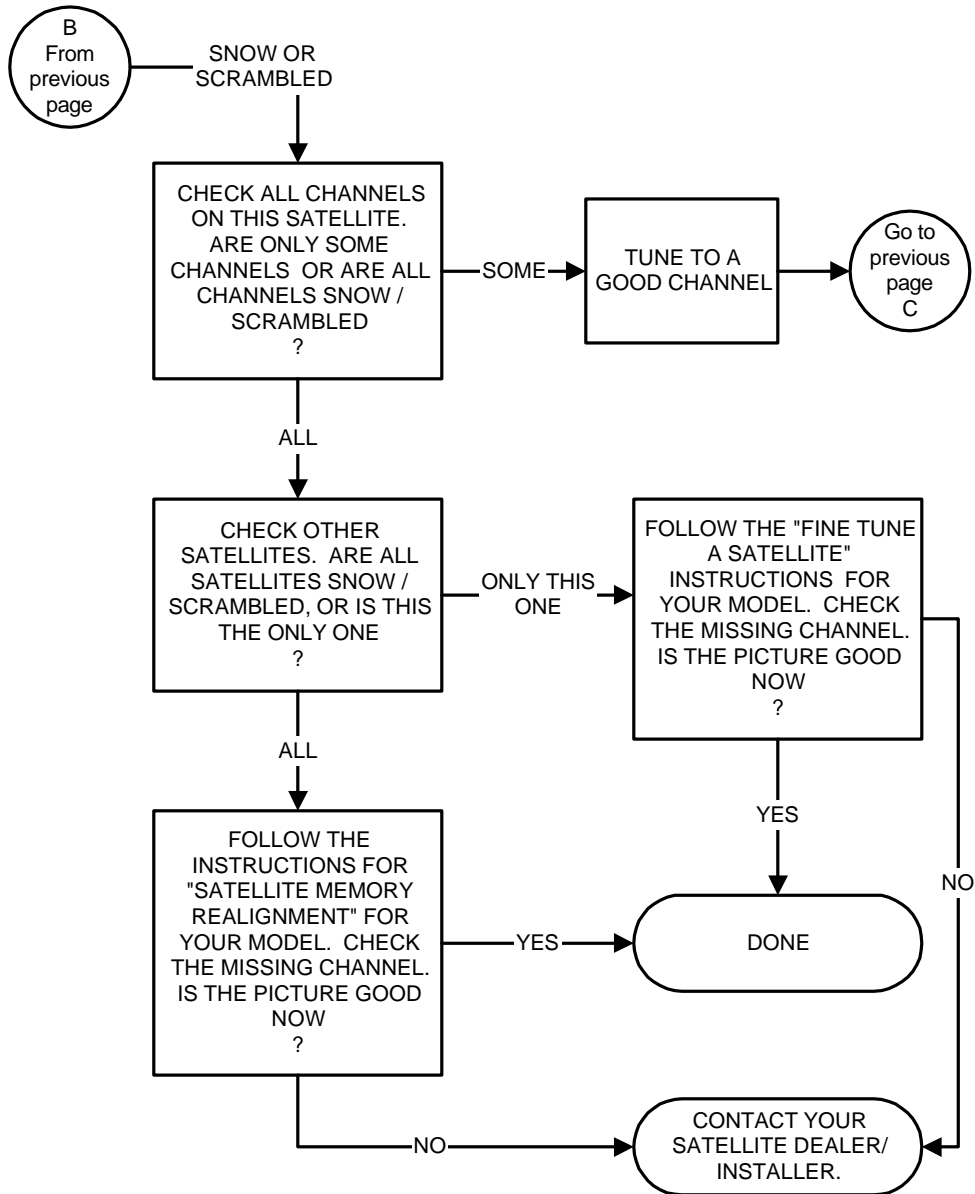 B
From
previous
page
SNOW OR
SCRAMBLED
CHECK ALL CHANNELS
ON THIS SATELLITE.
ARE ONLY SOME
CHANNELS OR ARE ALL
CHANNELS SNOW /
SCRAMBLED
?
SOME
TUNE TO A
GOOD CHANNEL
Go to
previous
page
C
ALL
CHECK OTHER
SATELLITES. ARE ALL
SATELLITES SNOW /
SCRAMBLED, OR IS THIS
THE ONLY ONE
?
ONLY THIS
ONE
FOLLOW THE "FINE TUNE
A SATELLITE"
INSTRUCTIONS FOR
YOUR MODEL. CHECK
THE MISSING CHANNEL.
IS THE PICTURE GOOD
NOW
?
ALL
YES
NO
FOLLOW THE
INSTRUCTIONS FOR
"SATELLITE MEMORY
REALIGNMENT" FOR
YOUR MODEL. CHECK
THE MISSING CHANNEL.
IS THE PICTURE GOOD
NOW
?
YES
DONE
NO
CONTACT YOUR
SATELLITE DEALER/
INSTALLER.